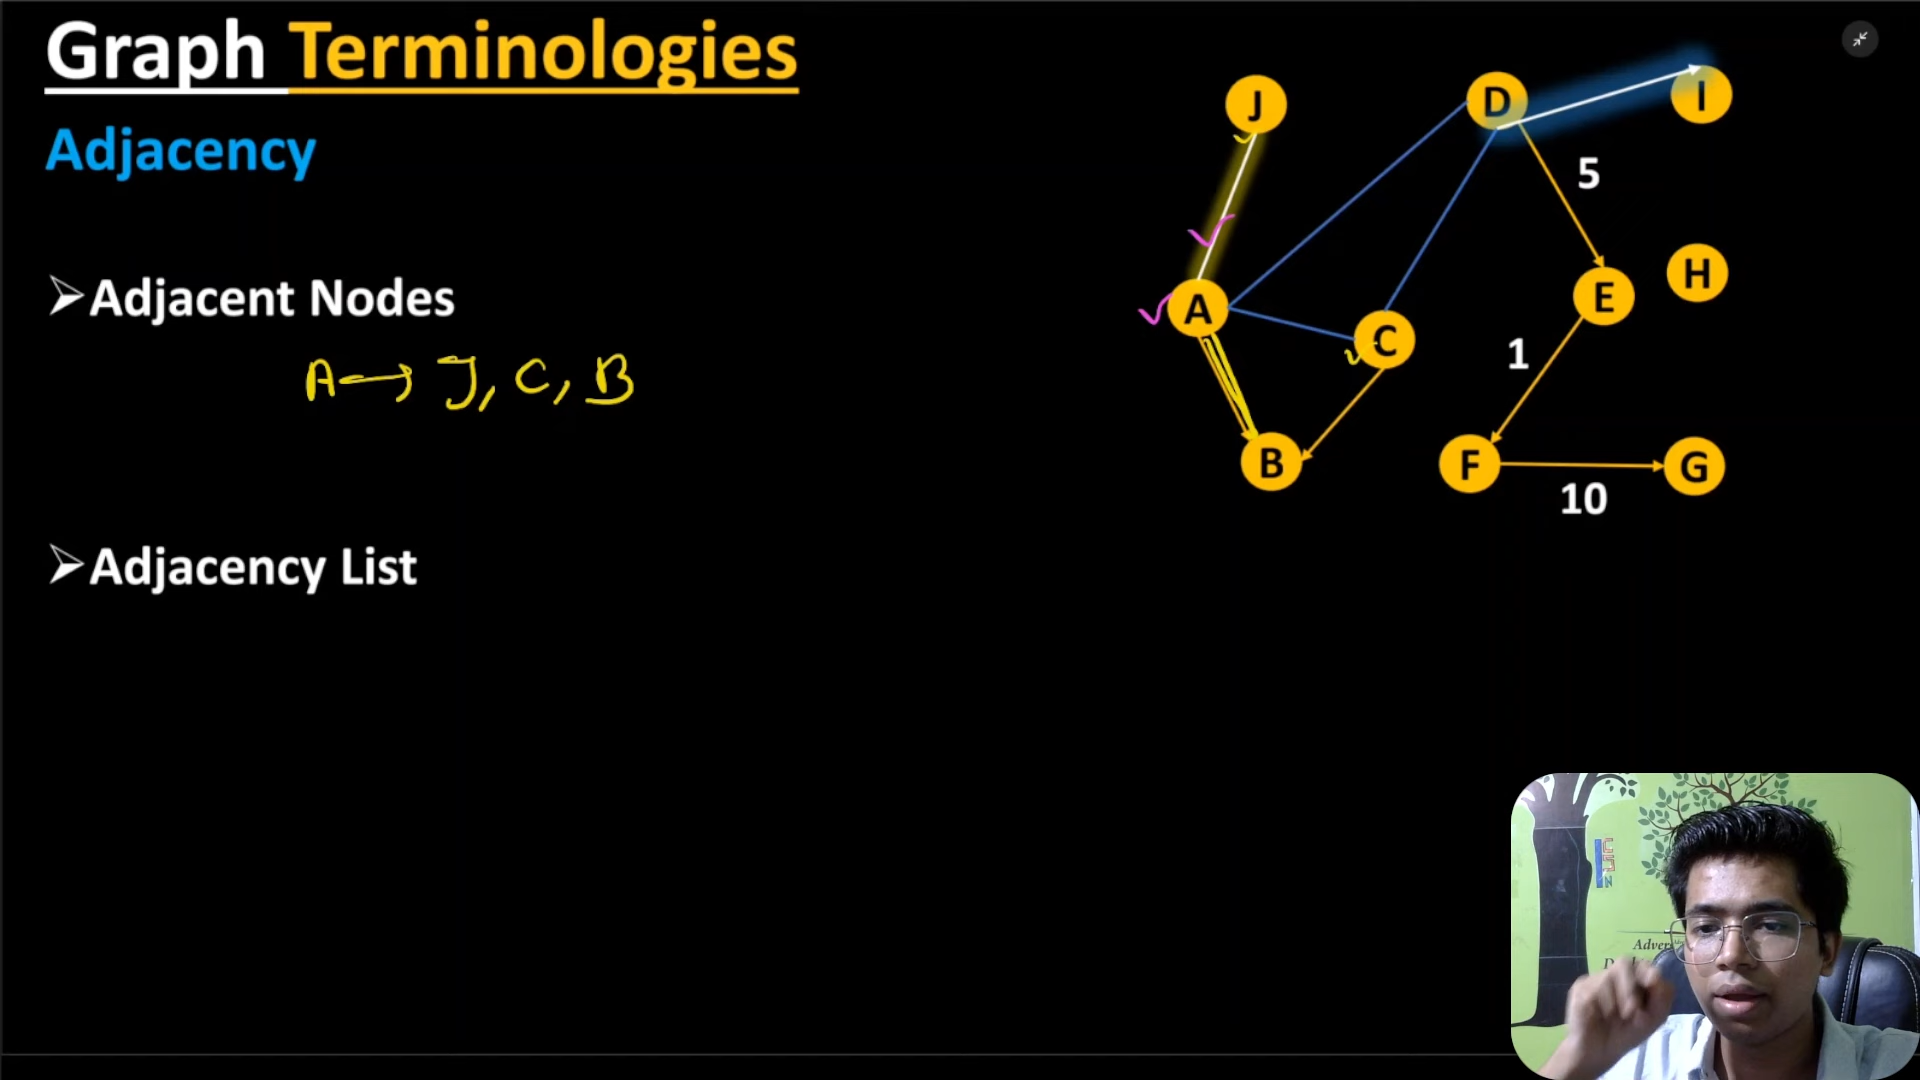 Graph Terminologies
Adjacency
➢Adjacent Nodes
A → J, C, B
➢Adjacency List
J
D
I
5
A
C
E
H
1
B
F
G
10